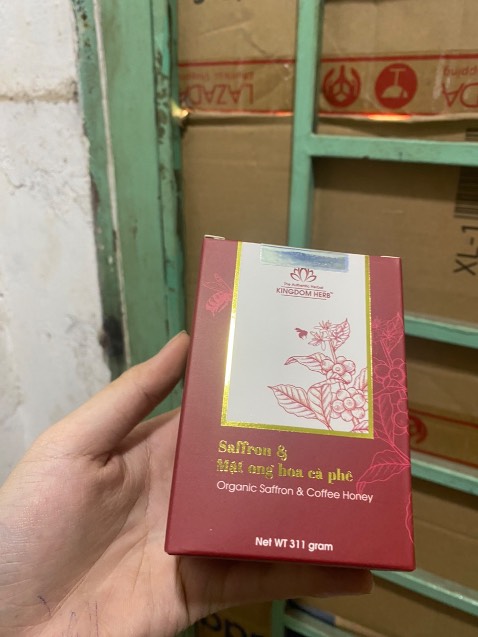 LAZADA
The Authentic Herbal
KINGDOM HERB
Saffron &
Mật ong hoa cà phê
Organic Saffron & Coffee Honey
Net WT 311 gram
XL-1